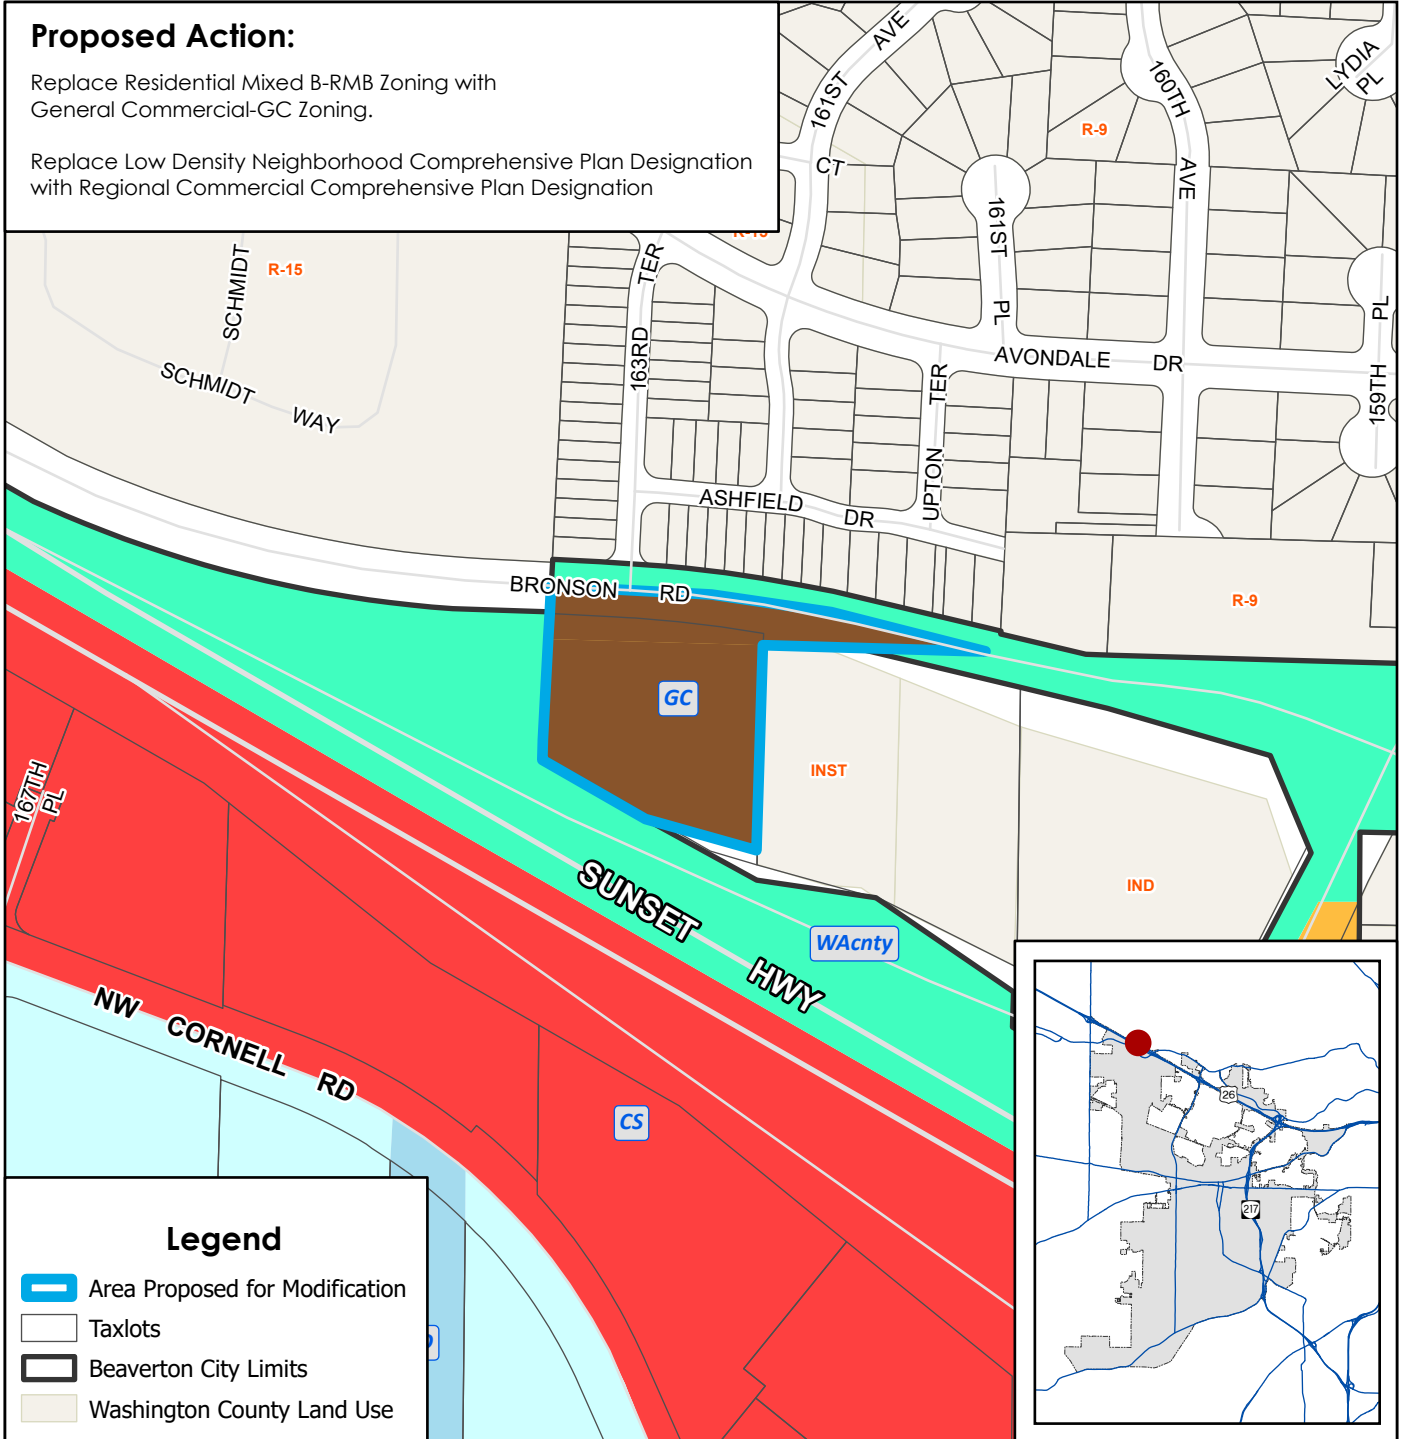 Proposed Action:
Replace Residential Mixed B-RMB Zoning with
General Commercial-GC Zoning.
Replace Low Density Neighborhood Comprehensive Plan Designation
with Regional Commercial Comprehensive Plan Designation
161ST AVE
CT
160TH AVE
LYDIA PL
R-9
161ST PL
R-15
SCHMIDT
SCHMIDT WAY
163RD TER
AVONDALE DR
UPTON TER
159TH PL
ASHFIELD DR
BRONSON RD
R-9
GC
INST
IND
167TH PL
SUNSET HWY
WAcnty
NW CORNELL RD
CS
26
217
Legend
Area Proposed for Modification
Taxlots
Beaverton City Limits
Washington County Land Use